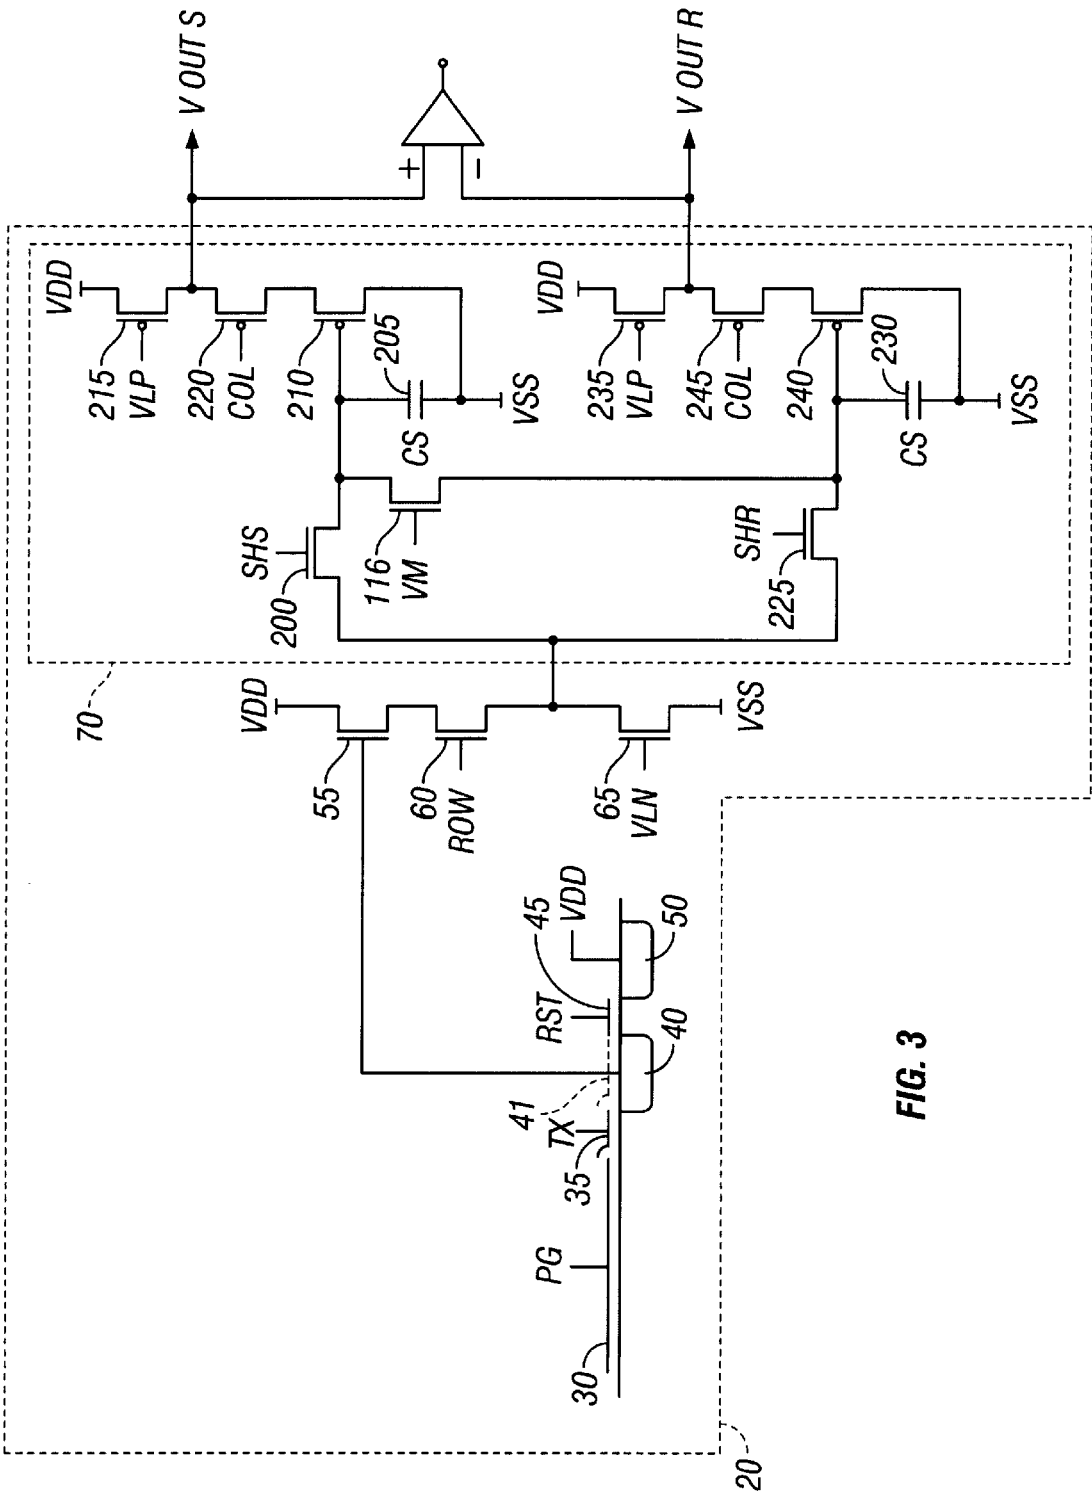 V OUT S
V OUT R
+
−
VDD
215
VLP
220
COL
210
205
CS
VSS
VDD
235
VLP
245
COL
240
230
CS
VSS
SHS
200
116
VM
SHR
225
70
VDD
55
60
ROW
65
VLN
VSS
VDD
45
50
RST
40
41
TX
35
PG
30
20
FIG. 3